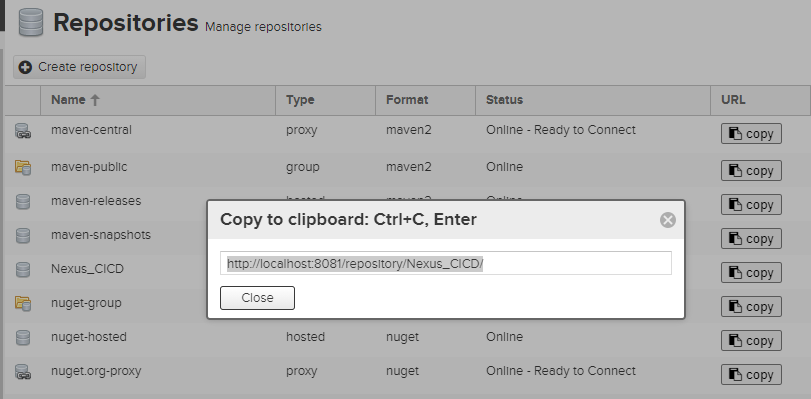 Repositories Manage repositories
Create repository
Name Type Format Status URL
maven-central proxy maven2 Online - Ready to Connect copy
maven-public group maven2 Online copy
maven-releases hosted maven2 Online copy
maven-snapshots copy
Nexus_CICD copy
nuget-group copy
nuget-hosted hosted nuget Online copy
nuget.org-proxy proxy nuget Online - Ready to Connect copy
Copy to clipboard: Ctrl+C, Enter
http://localhost:8081/repository/Nexus_CICD/
Close